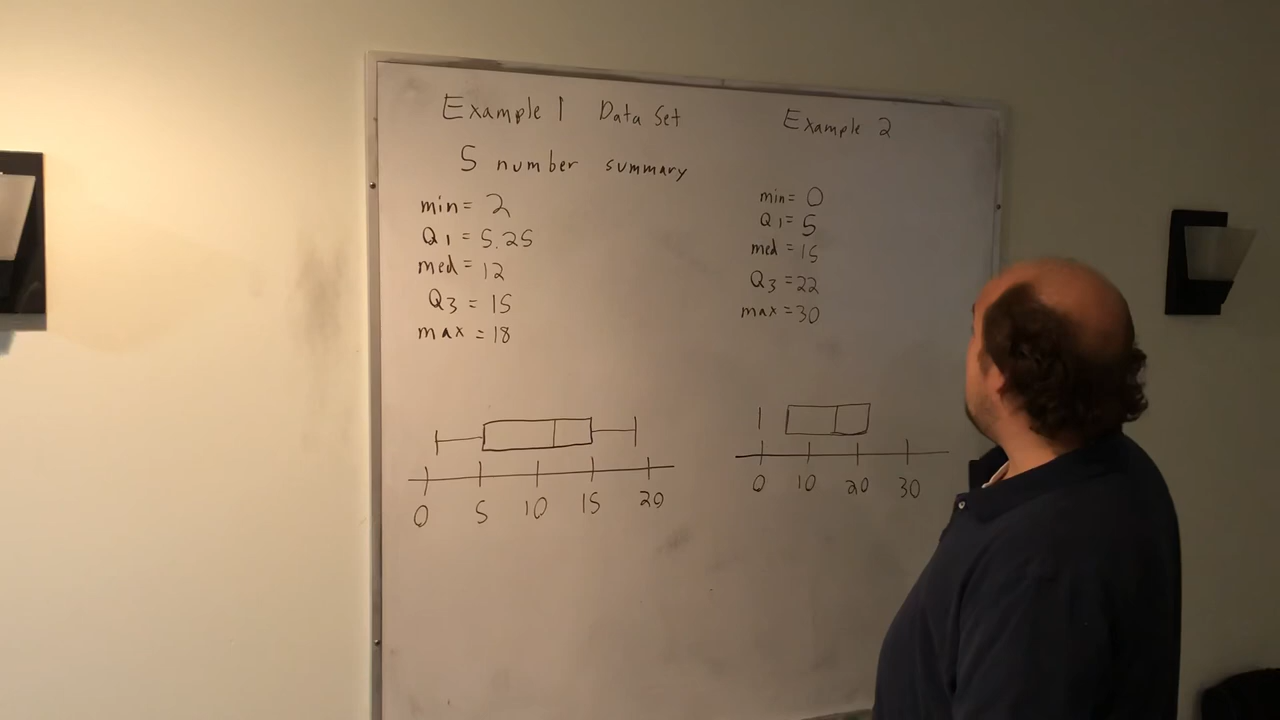 Example 1 Data Set
5 number summary
min = 2
Q1 = 5.25
med = 12
Q3 = 15
max = 18
0 5 10 15 20
Example 2
min = 0
Q1 = 5
med = 15
Q3 = 22
max = 30
0 10 20 30